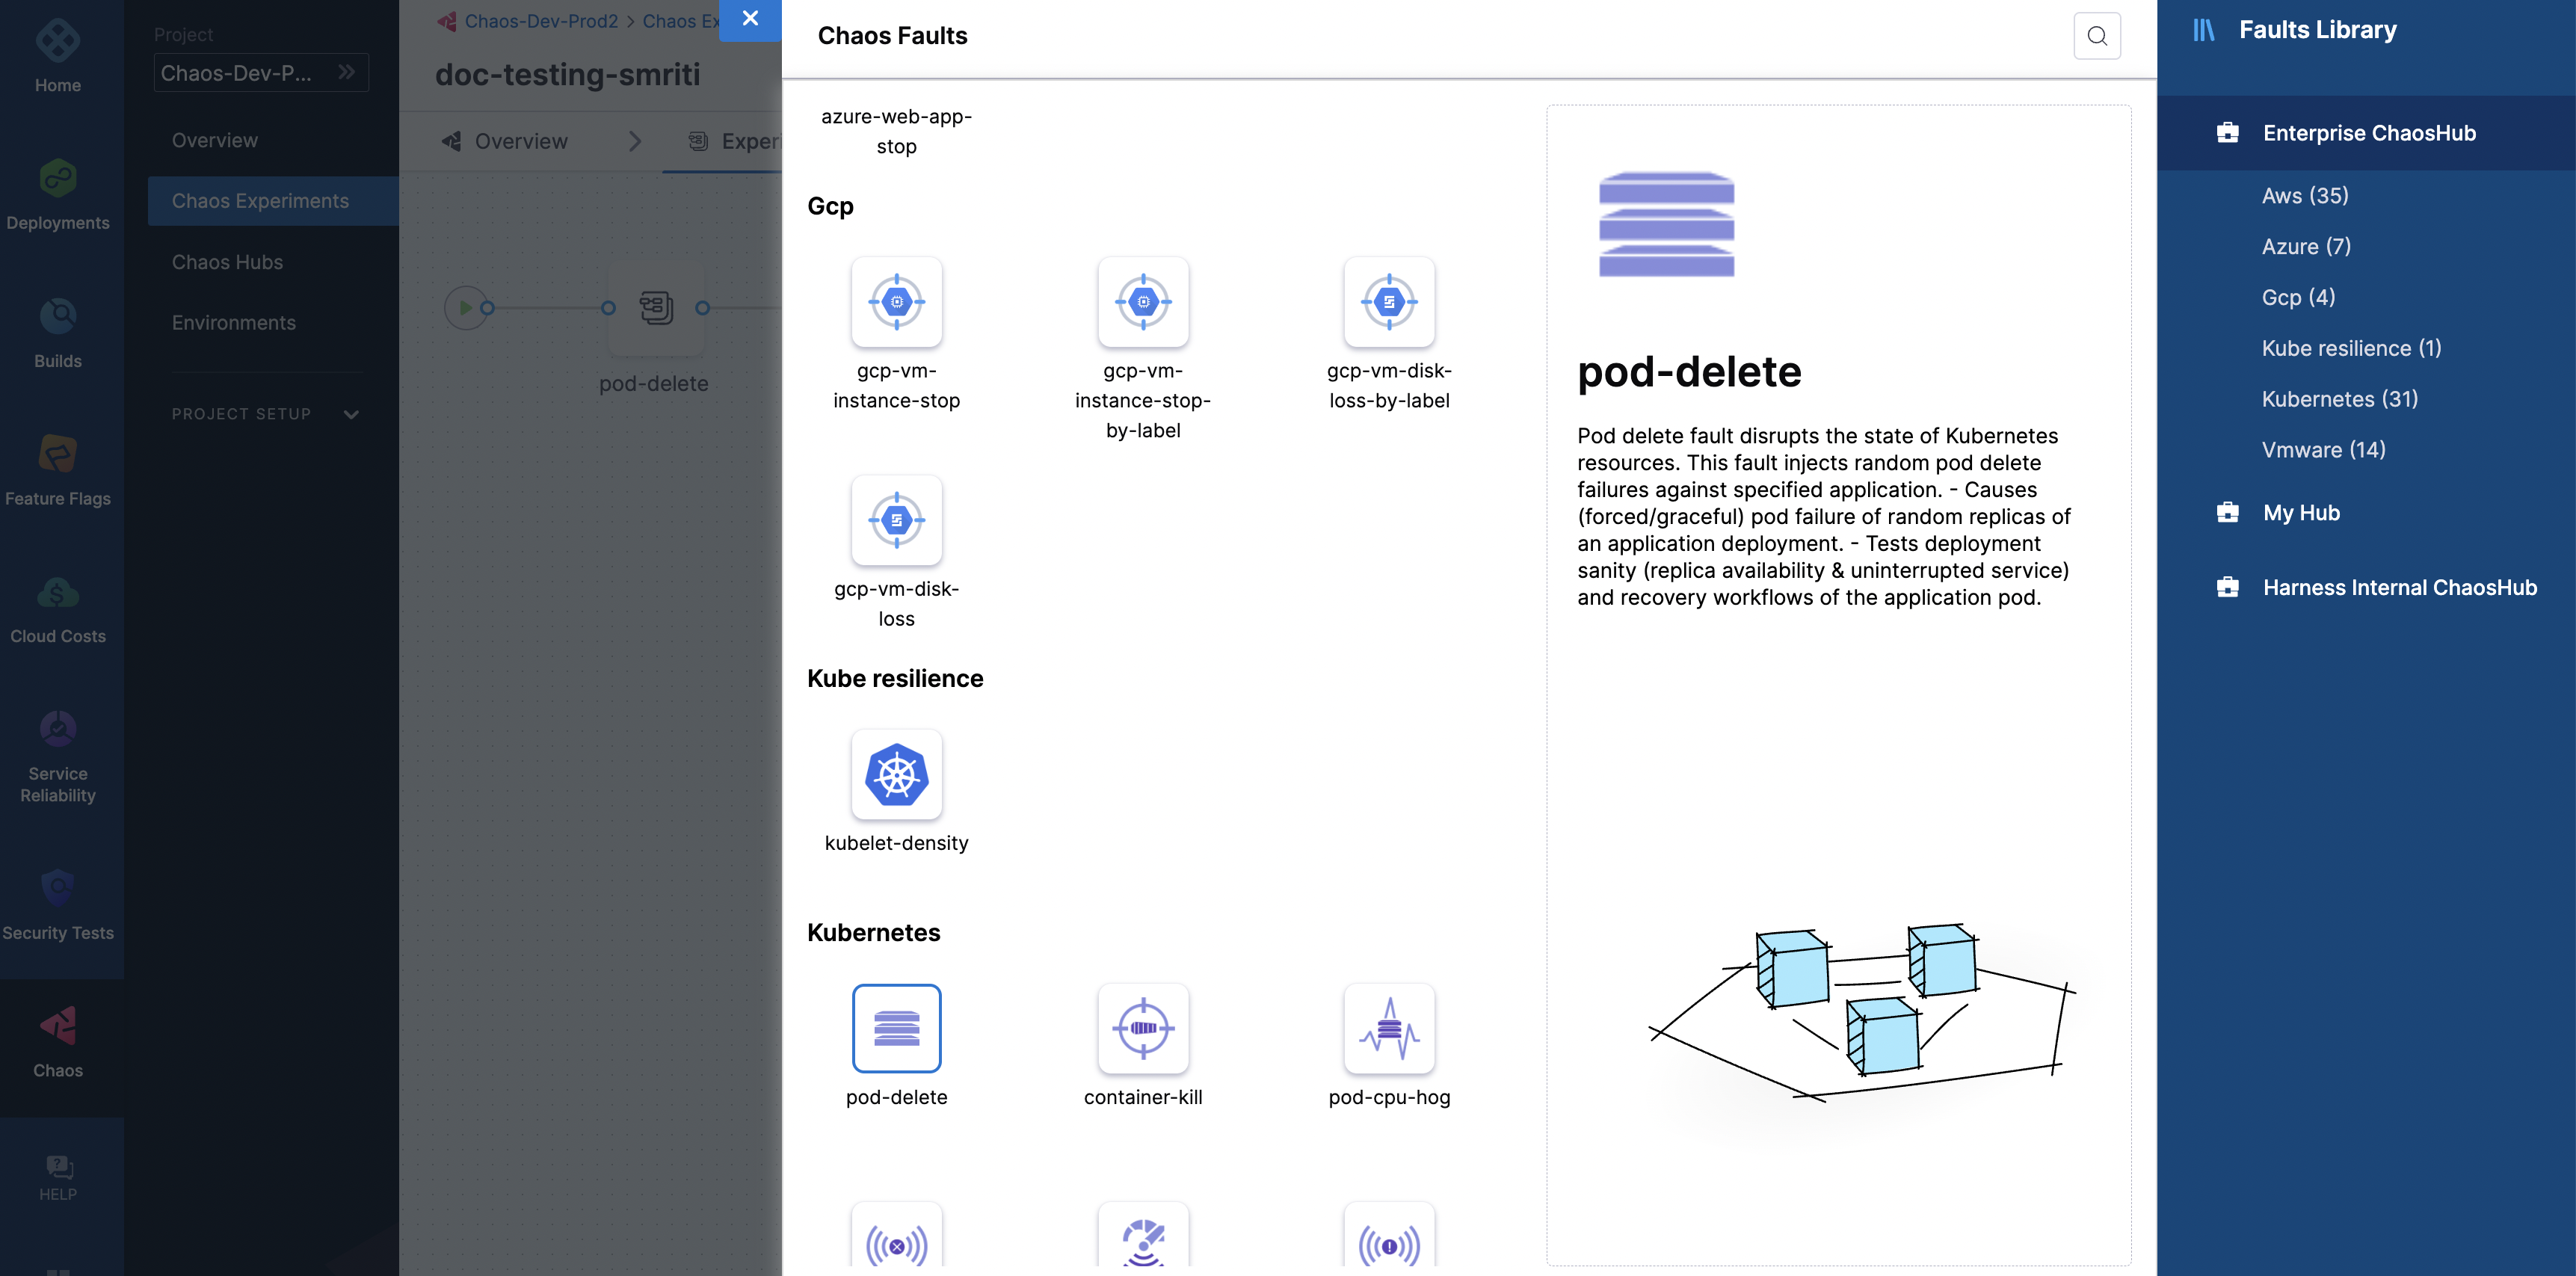 Home
Deployments
Builds
Feature Flags
Cloud Costs
Service
Reliability
Security Tests
Chaos
HELP
Project
Chaos-Dev-P...
Overview
Chaos Experiments
Chaos Hubs
Environments
PROJECT SETUP
Chaos-Dev-Prod2 > Chaos Ex
doc-testing-smriti
Overview
Experi
pod-delete
Chaos Faults
azure-web-app-
stop
Gcp
gcp-vm-
instance-stop
gcp-vm-
instance-stop-
by-label
gcp-vm-disk-
loss-by-label
gcp-vm-disk-
loss
Kube resilience
kubelet-density
Kubernetes
pod-delete
container-kill
pod-cpu-hog
pod-delete
Pod delete fault disrupts the state of Kubernetes
resources. This fault injects random pod delete
failures against specified application. - Causes
(forced/graceful) pod failure of random replicas of
an application deployment. - Tests deployment
sanity (replica availability & uninterrupted service)
and recovery workflows of the application pod.
Faults Library
Enterprise ChaosHub
Aws (35)
Azure (7)
Gcp (4)
Kube resilience (1)
Kubernetes (31)
Vmware (14)
My Hub
Harness Internal ChaosHub